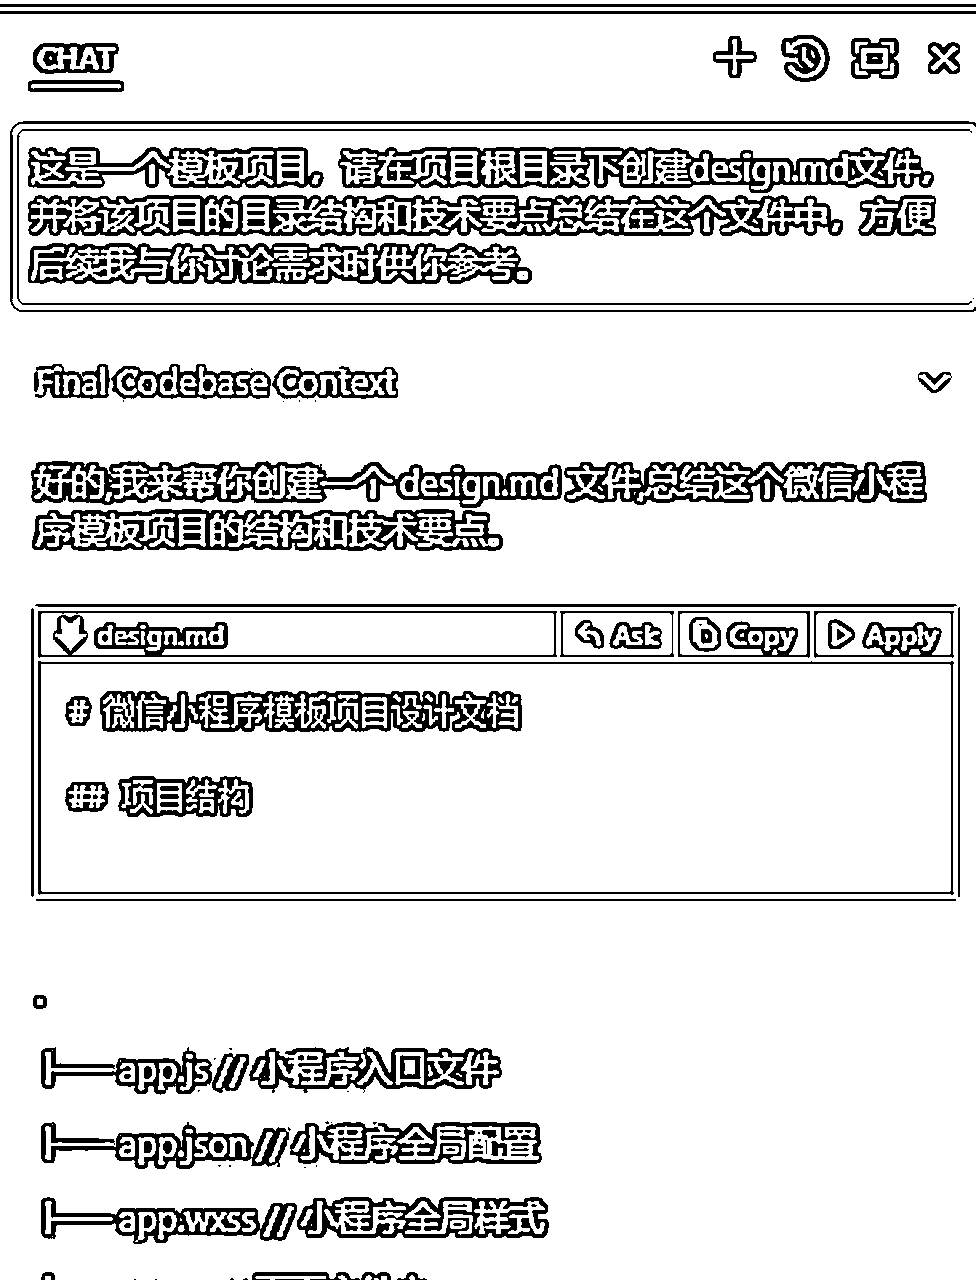 CHAT
这是一个模板项目，请在项目根目录下创建design.md文件，
并将该项目的目录结构和技术要点总结在这个文件中，方便
后续我与你讨论需求时供你参考。
Final Codebase Context
好的,我来帮你创建一个 design.md 文件,总结这个微信小程
序模板项目的结构和技术要点。
design.md Ask Copy Apply
# 微信小程序模板项目设计文档
## 项目结构
.
├── app.js // 小程序入口文件
├── app.json // 小程序全局配置
├── app.wxss // 小程序全局样式